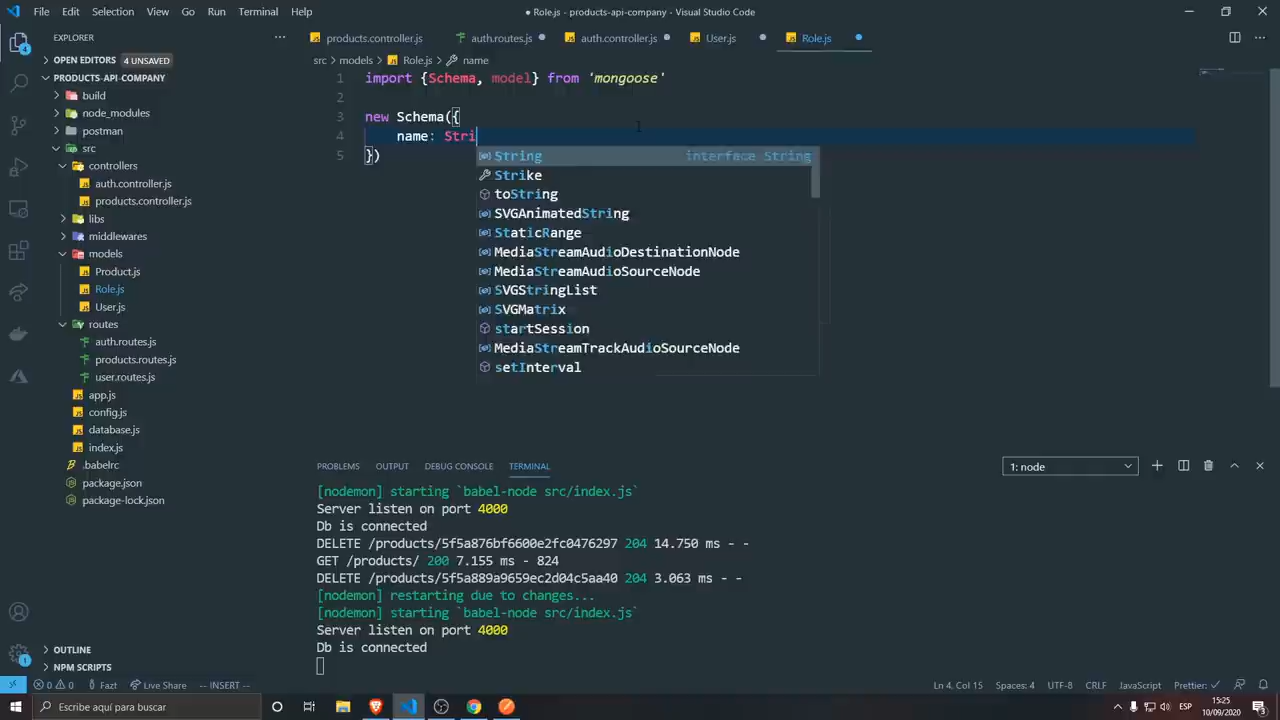 File Edit Selection View Go Run Terminal Help
● Role.js - products-api-company - Visual Studio Code
EXPLORER
OPEN EDITORS 4 UNSAVED
PRODUCTS-API-COMPANY
build
node_modules
postman
src
controllers
auth.controller.js
products.controller.js
libs
middlewares
models
Product.js
Role.js
User.js
routes
auth.routes.js
products.routes.js
user.routes.js
app.js
config.js
database.js
index.js
.babelrc
package.json
package-lock.json
OUTLINE
NPM SCRIPTS
products.controller.js auth.routes.js auth.controller.js User.js Role.js
src > models > Role.js > name
1 import {Schema, model} from 'mongoose'
2
3 new Schema({
4 name: Stri
5 })
String interface String
Strike
toString
SVGAnimatedString
StaticRange
MediaStreamAudioDestinationNode
MediaStreamAudioSourceNode
SVGStringList
SVGMatrix
startSession
MediaStreamTrackAudioSourceNode
setInterval
PROBLEMS OUTPUT DEBUG CONSOLE TERMINAL 1: node
[nodemon] starting `babel-node src/index.js`
Server listen on port 4000
Db is connected
DELETE /products/5f5a876bf6600e2fc0476297 204 14.750 ms - -
GET /products/ 200 7.155 ms - 824
DELETE /products/5f5a889a9659ec2d04c5aa40 204 3.063 ms - -
[nodemon] restarting due to changes...
[nodemon] starting `babel-node src/index.js`
Server listen on port 4000
Db is connected
0 0 Fazt Live Share -- INSERT -- Ln 4, Col 15 Spaces: 4 UTF-8 CRLF JavaScript Prettier: ✓
Escribe aquí para buscar
ESP
15:25
10/09/2020
4
1
3